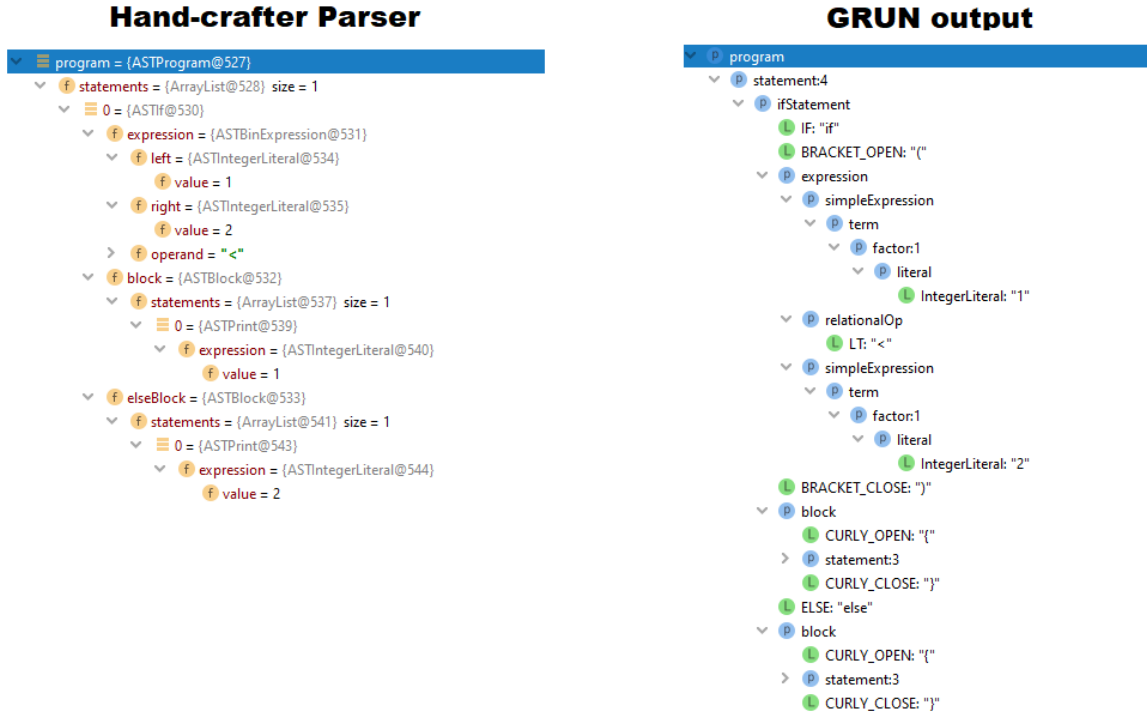 Hand-crafter Parser
program = {ASTProgram@527}
statements = {ArrayList@528} size = 1
0 = {ASTIf@530}
f expression = {ASTBinExpression@531}
f left = {ASTIntegerLiteral@534}
f value = 1
f right = {ASTIntegerLiteral@535}
f value = 2
f operand = "<"
f block = {ASTBlock@532}
f statements = {ArrayList@537} size = 1
0 = {ASTPrint@539}
f expression = {ASTIntegerLiteral@540}
f value = 1
f elseBlock = {ASTBlock@533}
f statements = {ArrayList@541} size = 1
0 = {ASTPrint@543}
f expression = {ASTIntegerLiteral@544}
f value = 2
GRUN output
P program
P statement:4
P ifStatement
L IF: "if"
L BRACKET_OPEN: "("
P expression
P simpleExpression
P term
P factor:1
P literal
L IntegerLiteral: "1"
P relationalOp
L LT: "<"
P simpleExpression
P term
P factor:1
P literal
L IntegerLiteral: "2"
L BRACKET_CLOSE: ")"
P block
L CURLY_OPEN: "{"
P statement:3
L CURLY_CLOSE: "}"
L ELSE: "else"
P block
L CURLY_OPEN: "{"
P statement:3
L CURLY_CLOSE: "}"